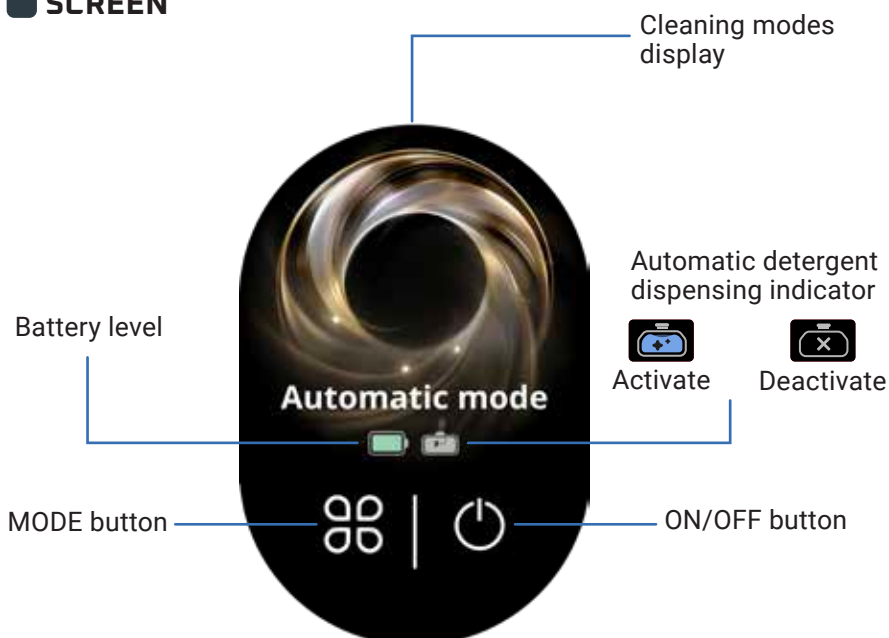 SCREEN
Cleaning modes
display
Automatic detergent
dispensing indicator
Battery level
Activate
Deactivate
Automatic mode
MODE button
ON/OFF button